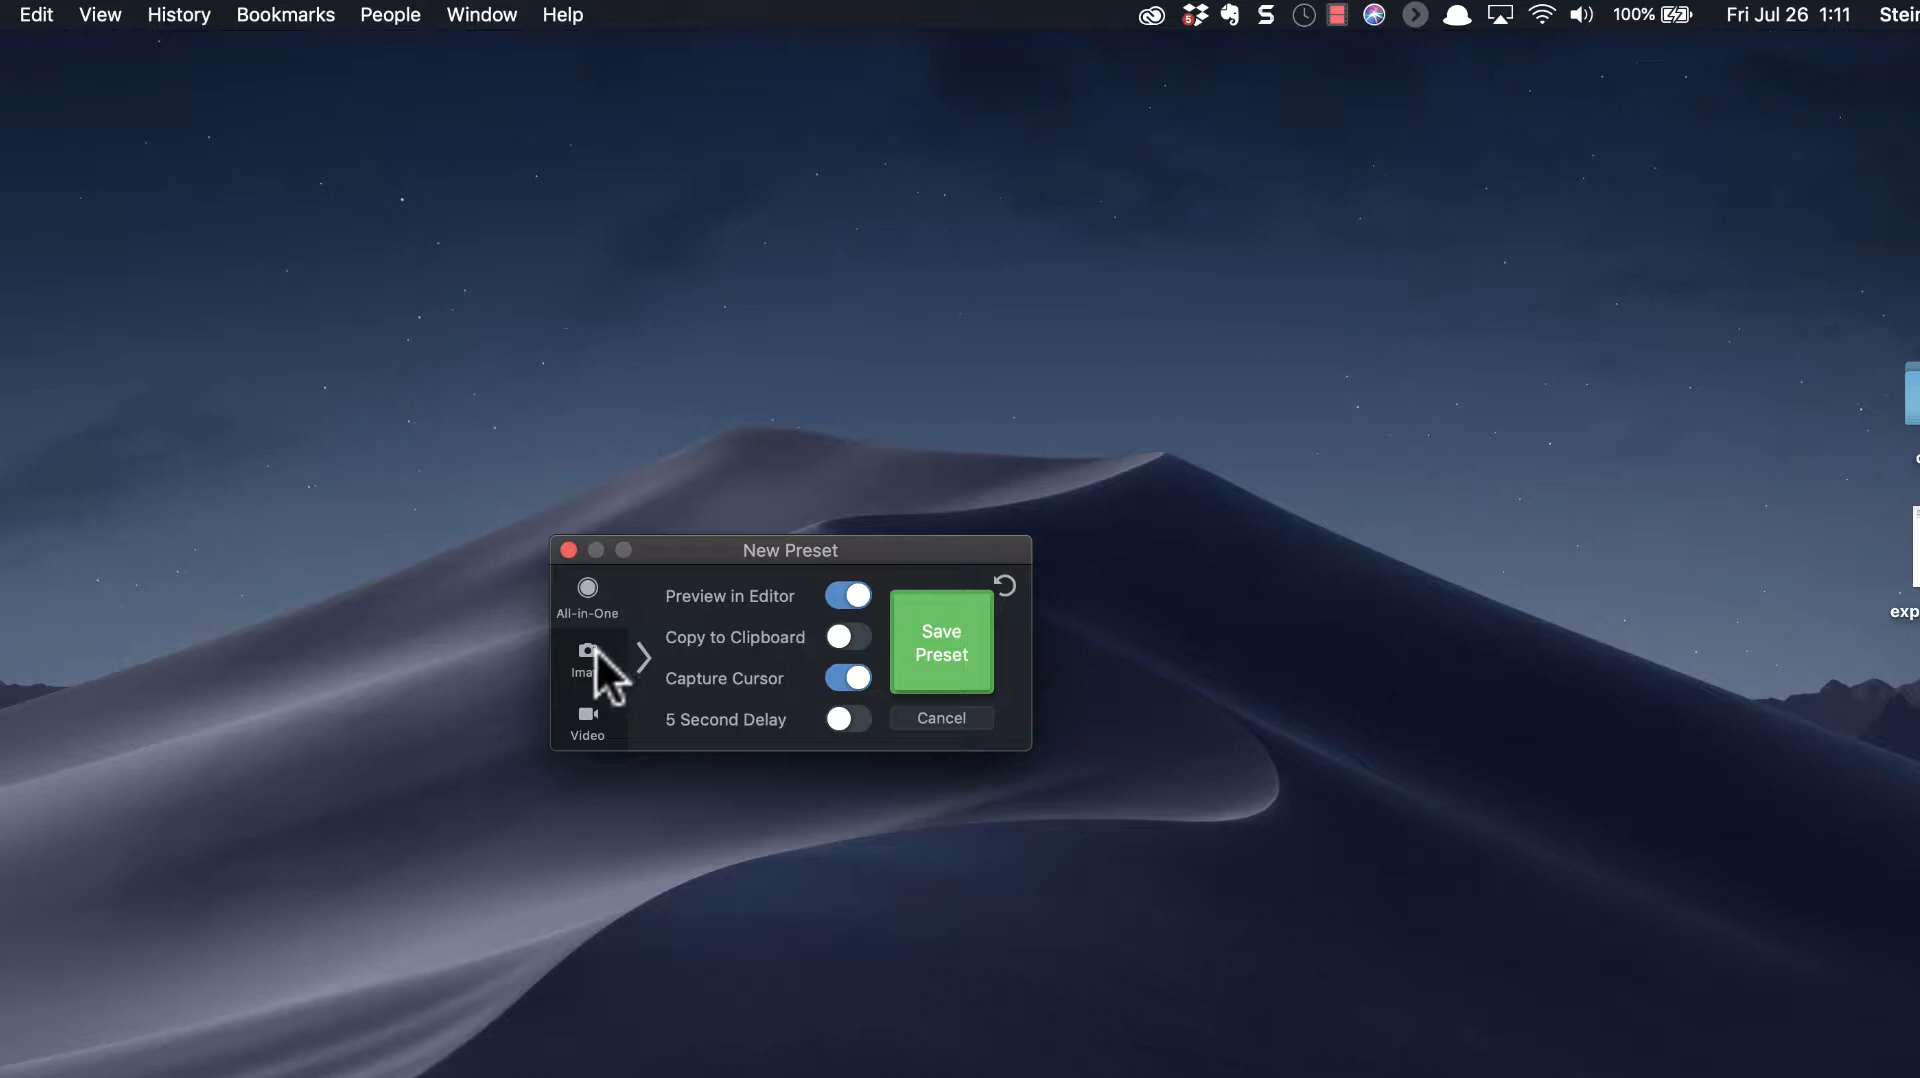 Edit View History Bookmarks People Window Help 5 100% Fri Jul 26 1:11
New Preset
All-in-One
Video
Preview in Editor
Copy to Clipboard
Capture Cursor
5 Second Delay
Save
Preset
Cancel